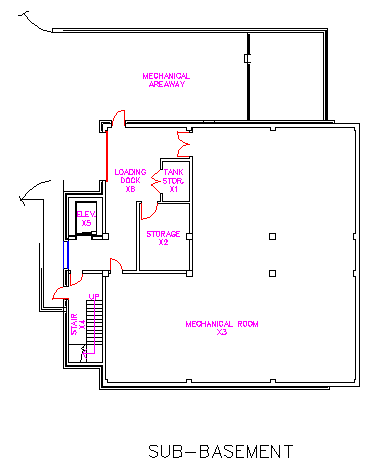 MECHANICAL
AREAWAY
LOADING
DOCK
X6
TANK
STOR.
X1
ELEV.
X5
STORAGE
X2
UP
STAIR
X4
MECHANICAL ROOM
X3
SUB-BASEMENT